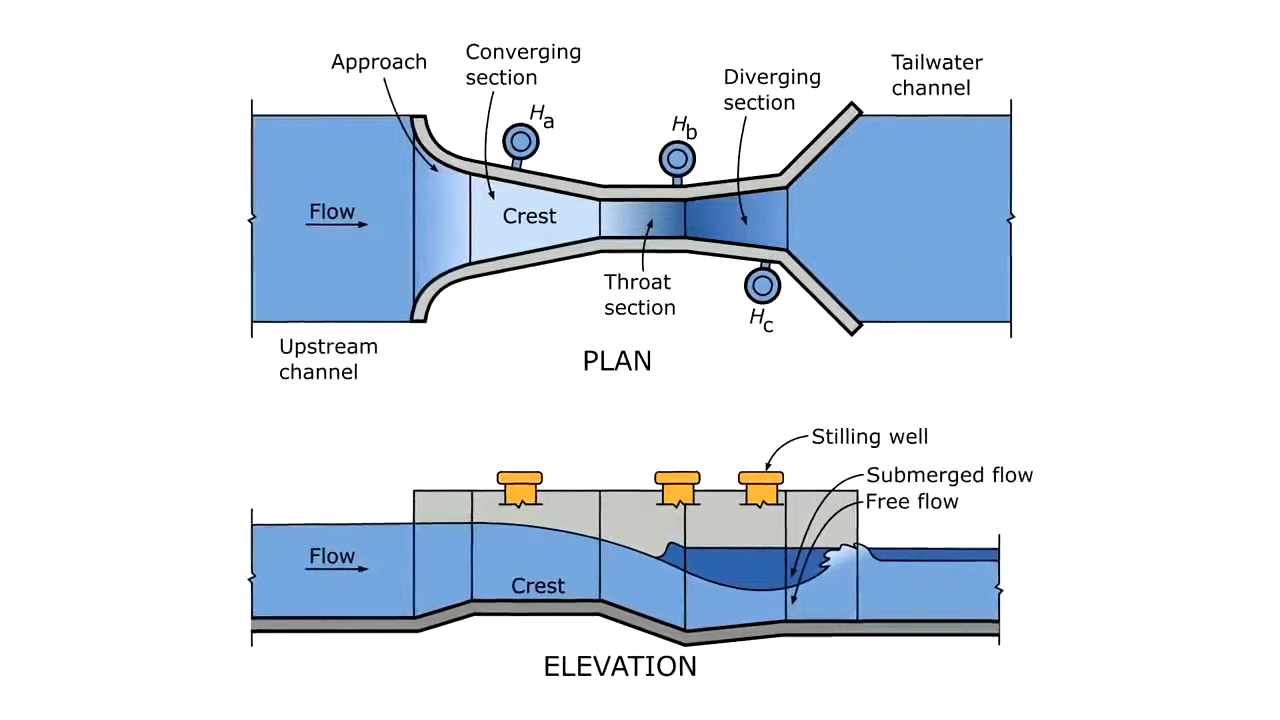 Approach
Converging
section
Ha
Hb
Diverging
section
Tailwater
channel
Flow
Crest
Throat
section
Hc
Upstream
channel
PLAN
Stilling well
Submerged flow
Free flow
Flow
Crest
ELEVATION